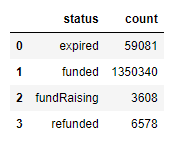 status count
0 expired 59081
1 funded 1350340
2 fundRaising 3608
3 refunded 6578